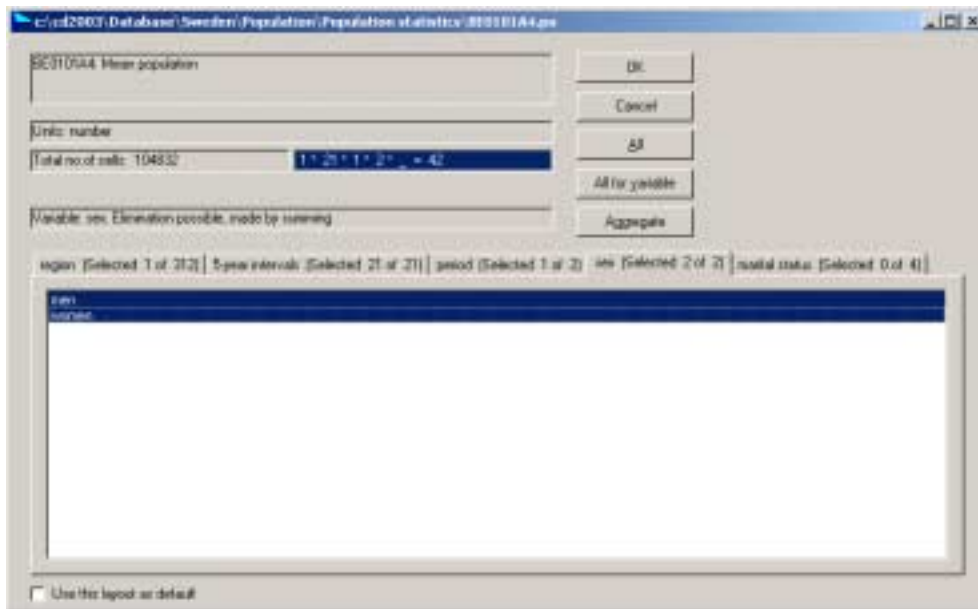 c:\cd2003\Database\Sweden\Population\Population statistics\BE0101A4.px
BE0101A4: Mean population
OK
Cancel
Units: number
All
Total no.of cells: 104832
1 * 21 * 1 * 2 * _ = 42
All for variable
Variable: sex. Elimination possible, made by summing
Aggregate
region (Selected 1 of 312)
5-year intervals (Selected 21 of 21)
period (Selected 1 of 2)
sex (Selected 2 of 2)
marital status (Selected 0 of 4)
men
women
Use this layout as default